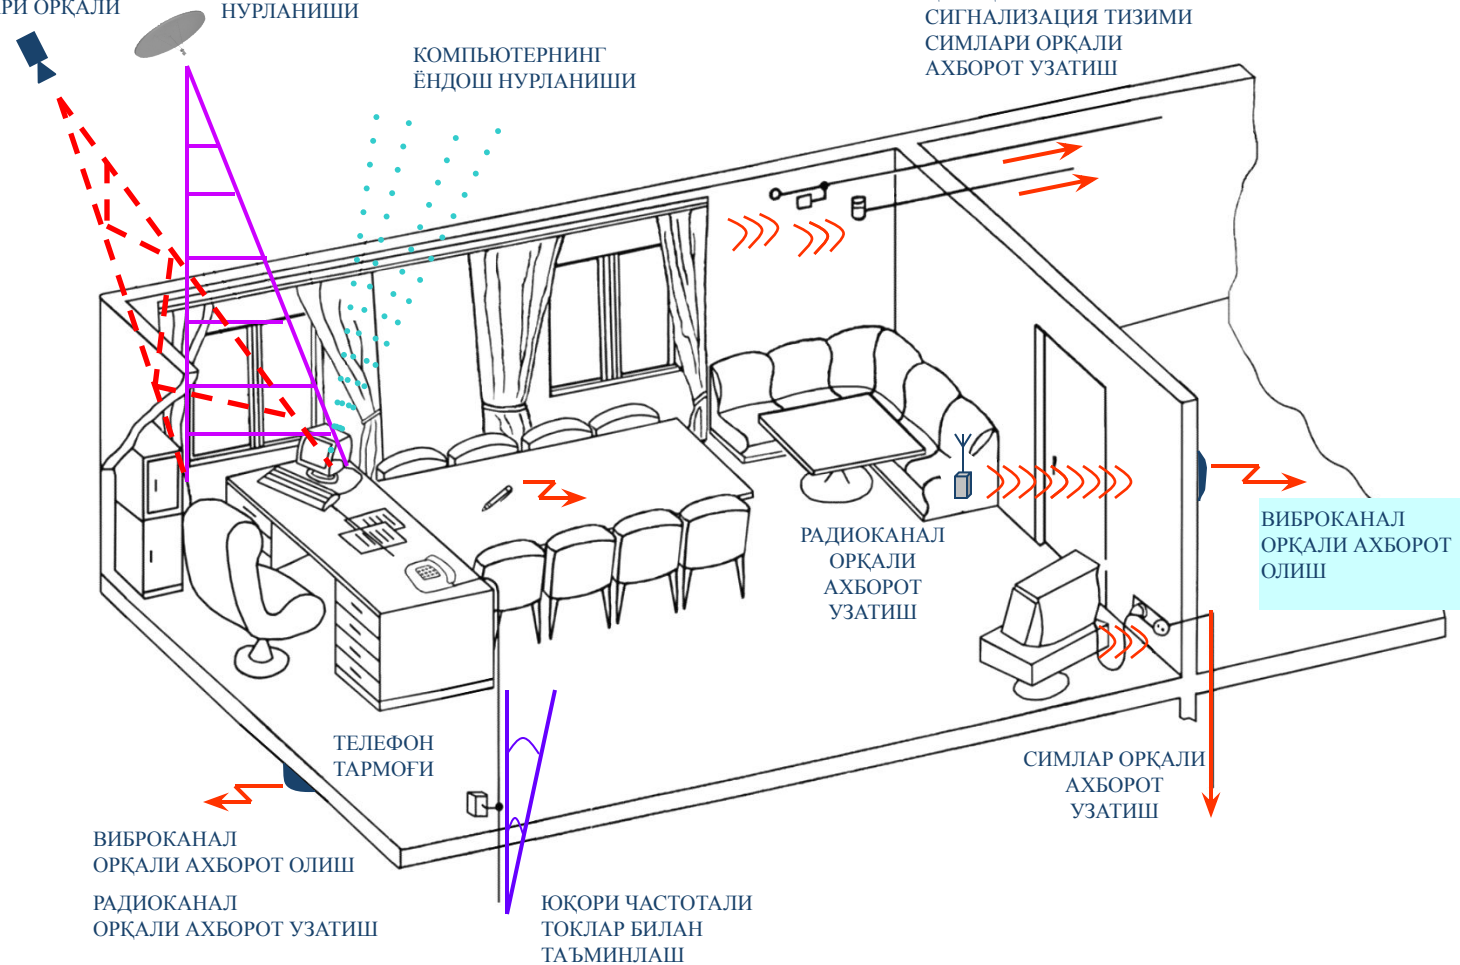 РИ ОРҚАЛИ
НУРЛАНИШИ
КОМПЬЮТЕРНИНГ
ЁНДОШ НУРЛАНИШИ
СИГНАЛИЗАЦИЯ ТИЗИМИ
СИМЛАРИ ОРҚАЛИ
АХБОРОТ УЗАТИШ
РАДИОКАНАЛ
ОРҚАЛИ
АХБОРОТ
УЗАТИШ
ВИБРОКАНАЛ
ОРҚАЛИ АХБОРОТ
ОЛИШ
ТЕЛЕФОН
ТАРМОҒИ
СИМЛАР ОРҚАЛИ
АХБОРОТ
УЗАТИШ
ВИБРОКАНАЛ
ОРҚАЛИ АХБОРОТ ОЛИШ
РАДИОКАНАЛ
ОРҚАЛИ АХБОРОТ УЗАТИШ
ЮҚОРИ ЧАСТОТАЛИ
ТОКЛАР БИЛАН
ТАЪМИНЛАШ